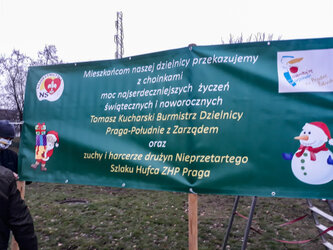 Mieszkańcom naszej dzielnicy przekazujemy
z choinkami
moc najserdeczniejszych życzeń
świątecznych i noworocznych
Tomasz Kucharski Burmistrz Dzielnicy
Praga-Południe z Zarządem
oraz
zuchy i harcerze drużyn Nieprzetartego
Szlaku Hufca ZHP Praga
NS